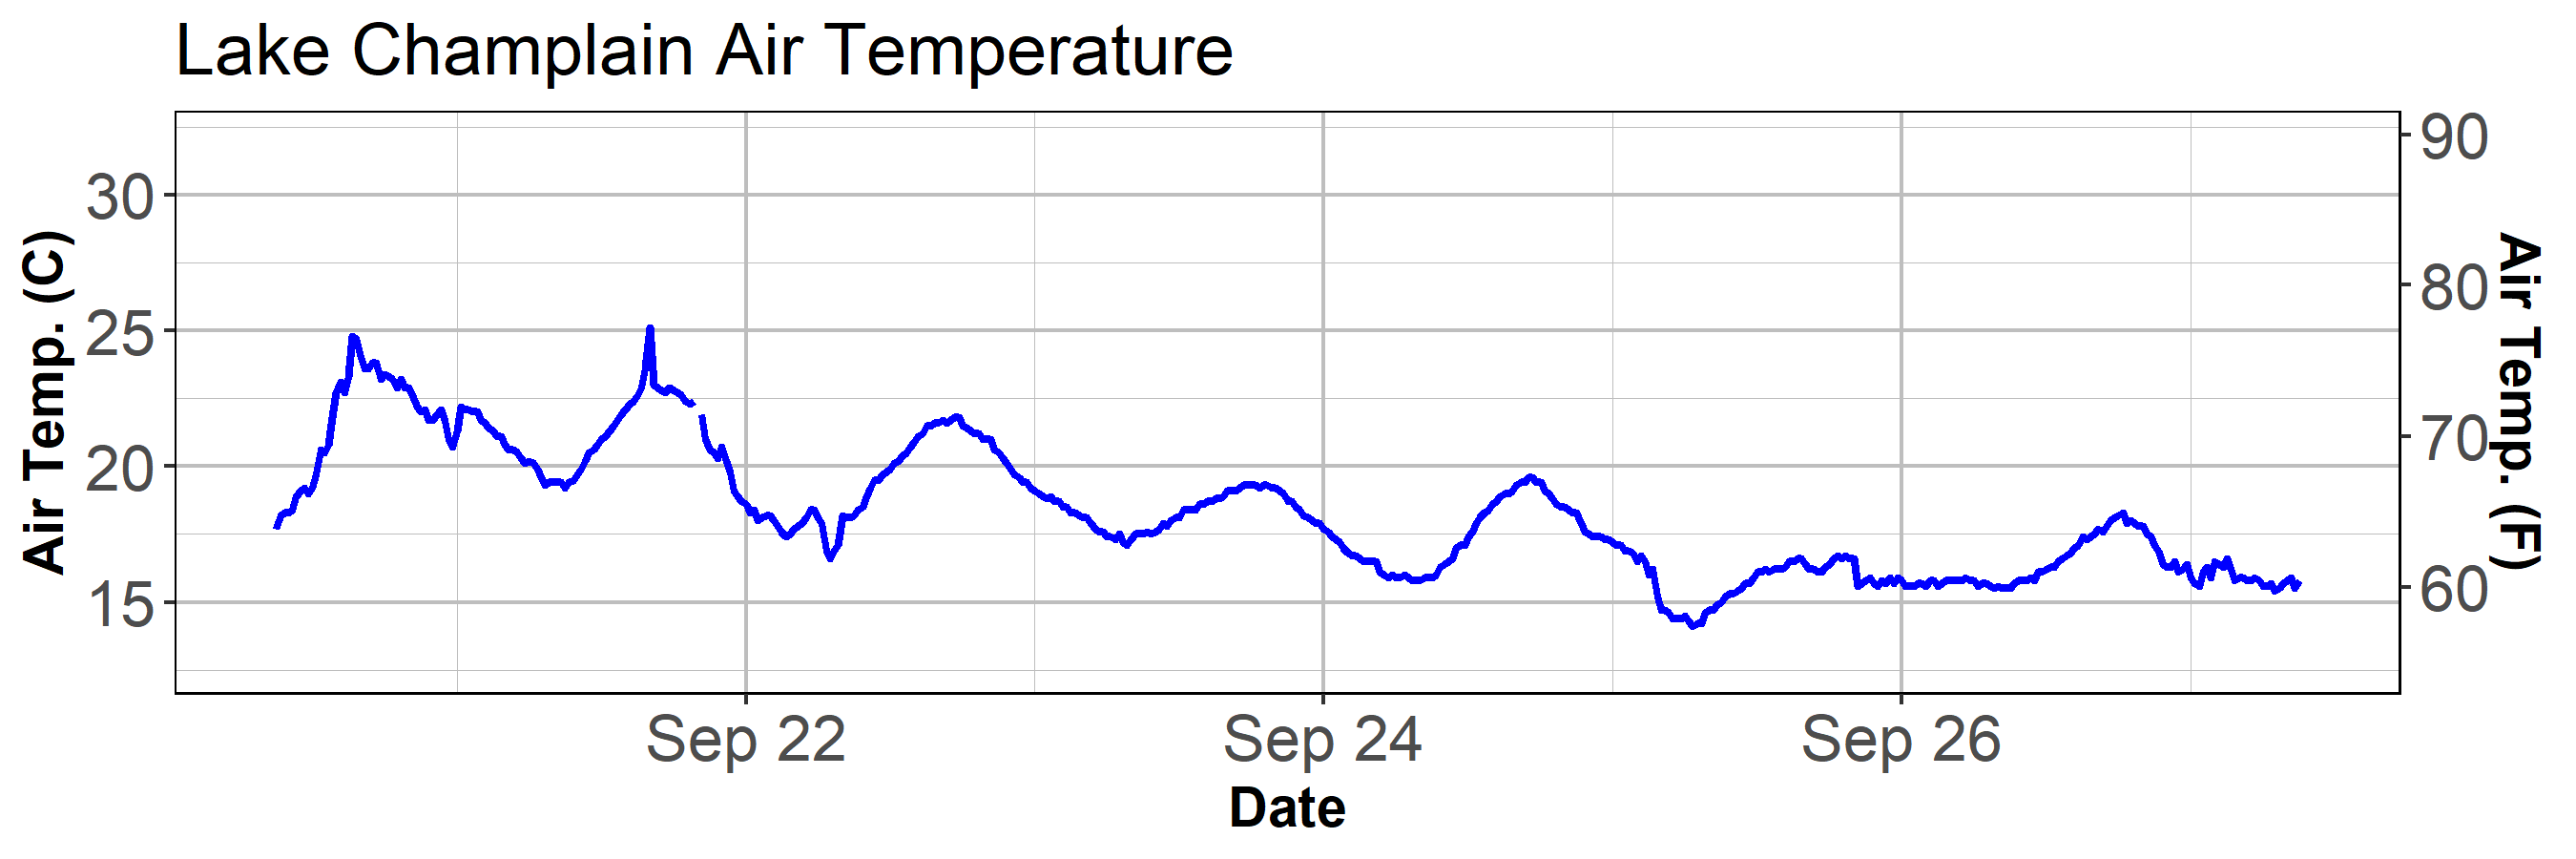 Lake Champlain Air Temperature
Air Temp. (C)
30
25
20
15
90
80
70
60
Air Temp. (F)
Sep 22
Sep 24
Sep 26
Date